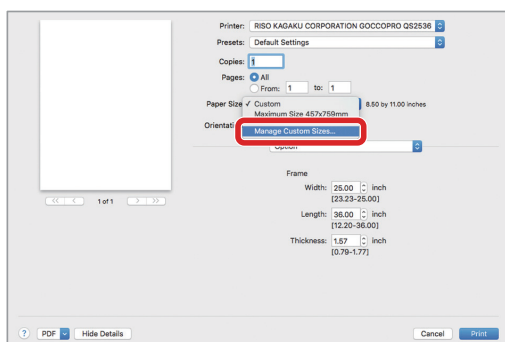 Printer: RISO KAGAKU CORPORATION GOCCOPRO QS2536
Presets: Default Settings
Copies: 1
Pages: All
From: 1 to: 1
Paper Size ✓ Custom 8.50 by 11.00 inches
Maximum Size 457x759mm
Orientati
Manage Custom Sizes...
Option
Frame
Width: 25.00 inch
[23.23-25.00]
Length: 36.00 inch
[12.20-36.00]
Thickness: 1.57 inch
[0.79-1.77]
<< < 1 of 1 > >>
? PDF Hide Details Cancel Print